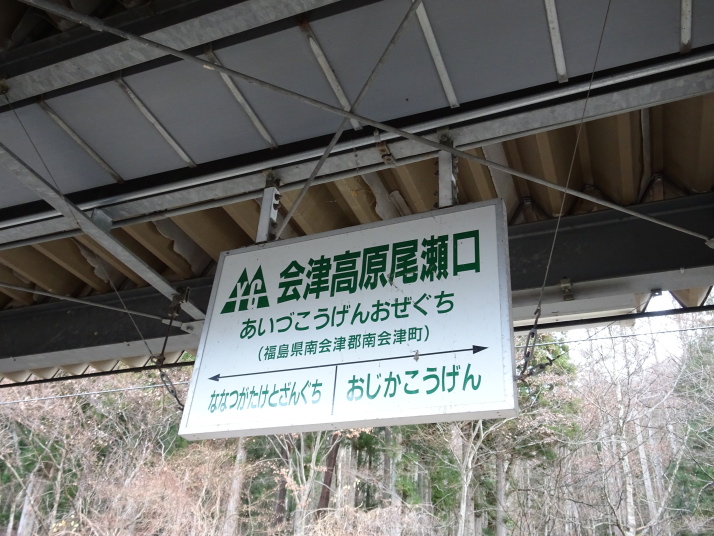 会津高原尾瀬口
あいづこうげんおぜぐち
(福島県南会津郡南会津町)
ななつがたけとざんぐち
おじかこうげん